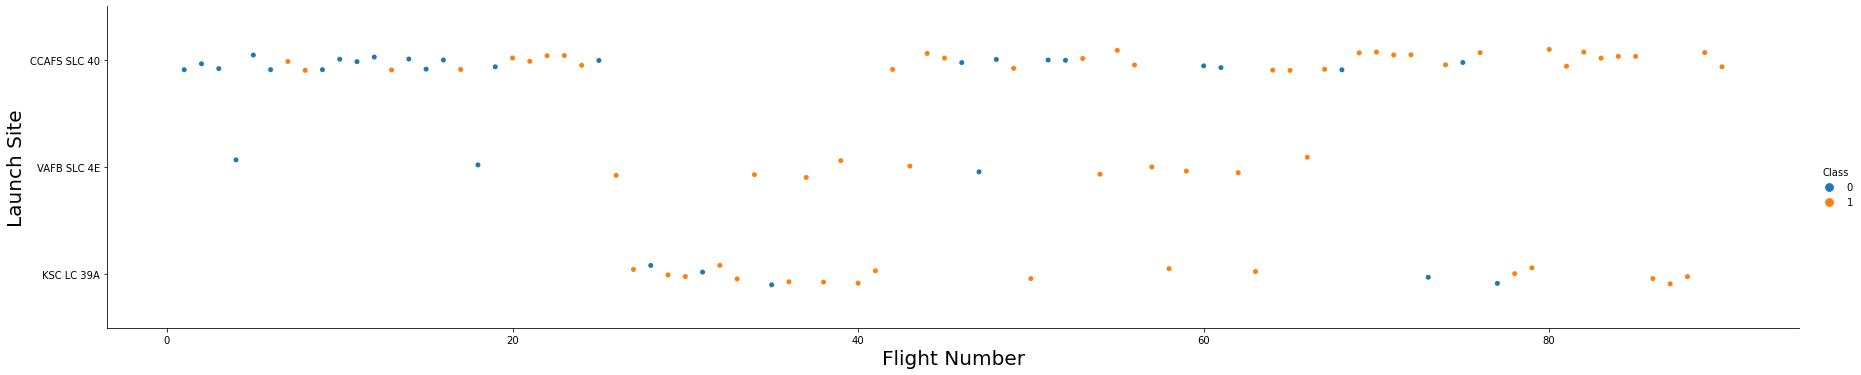 Launch Site
CCAFS SLC 40
VAFB SLC 4E
KSC LC 39A
0
20
40
60
80
Flight Number
Class
0
1